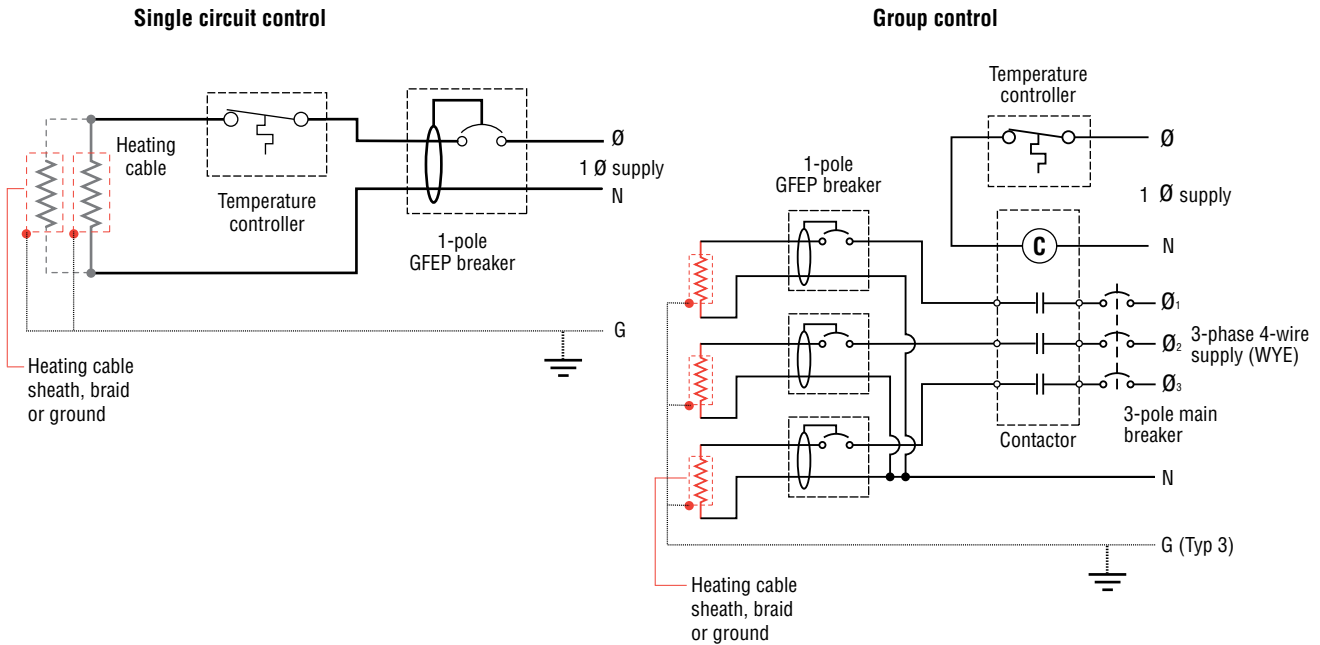 Single circuit control
Heating
cable
Temperature
controller
1-pole
GFEP breaker
Ø
1 Ø supply
N
G
Heating cable
sheath, braid
or ground
Group control
Temperature
controller
Ø
1 Ø supply
N
1-pole
GFEP breaker
C
Ø1
Ø2
Ø3
3-phase 4-wire
supply (WYE)
3-pole main
breaker
Contactor
N
G (Typ 3)
Heating cable
sheath, braid
or ground